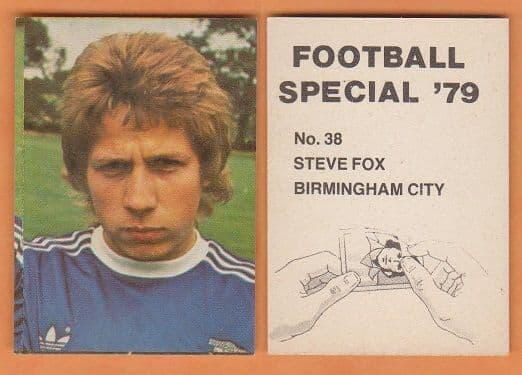 FOOTBALL
SPECIAL '79
No. 38
STEVE FOX
BIRMINGHAM CITY